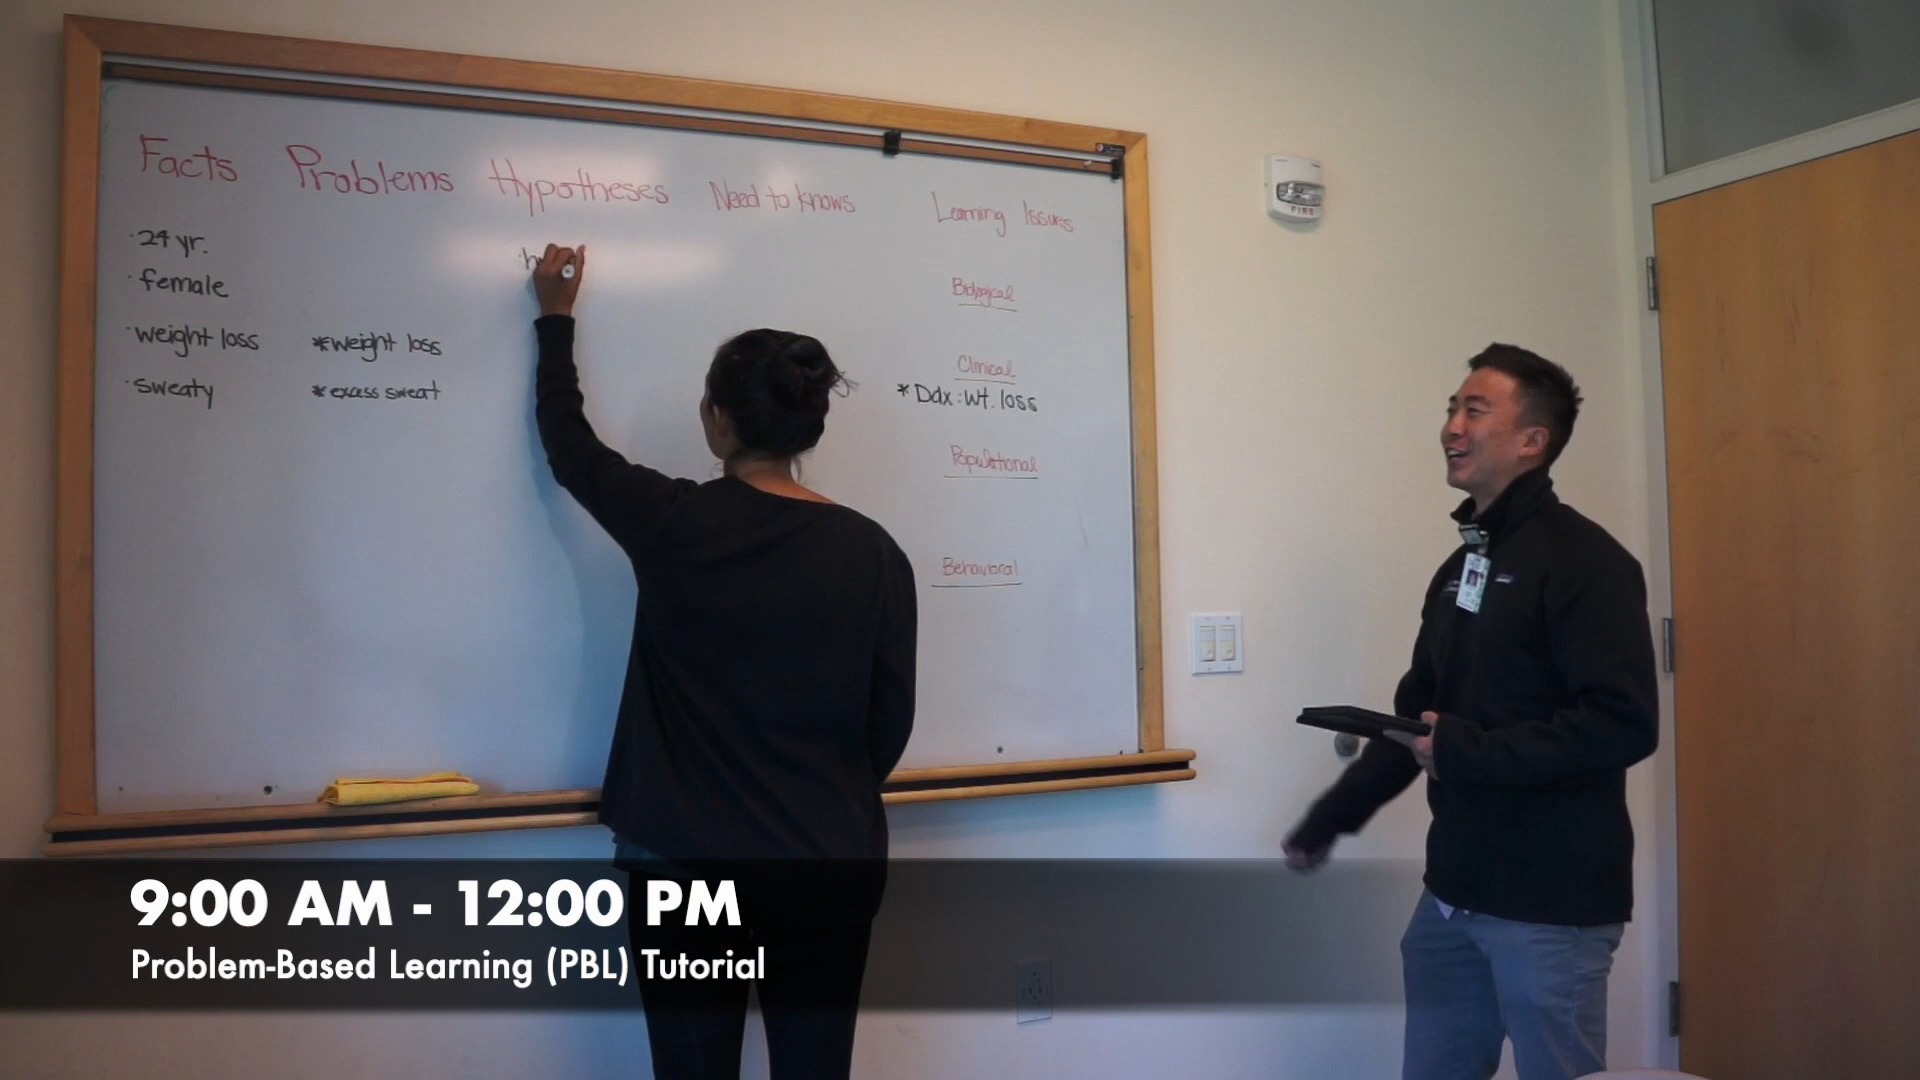 Facts Problems Hypotheses Need to knows Learning Issues
· 24 yr.
· female
· weight loss
· sweaty
* weight loss
* excess sweat
Biological
Clinical
* Ddx: Wt. loss
Populational
Behavioral
FIRE
9:00 AM - 12:00 PM
Problem-Based Learning (PBL) Tutorial